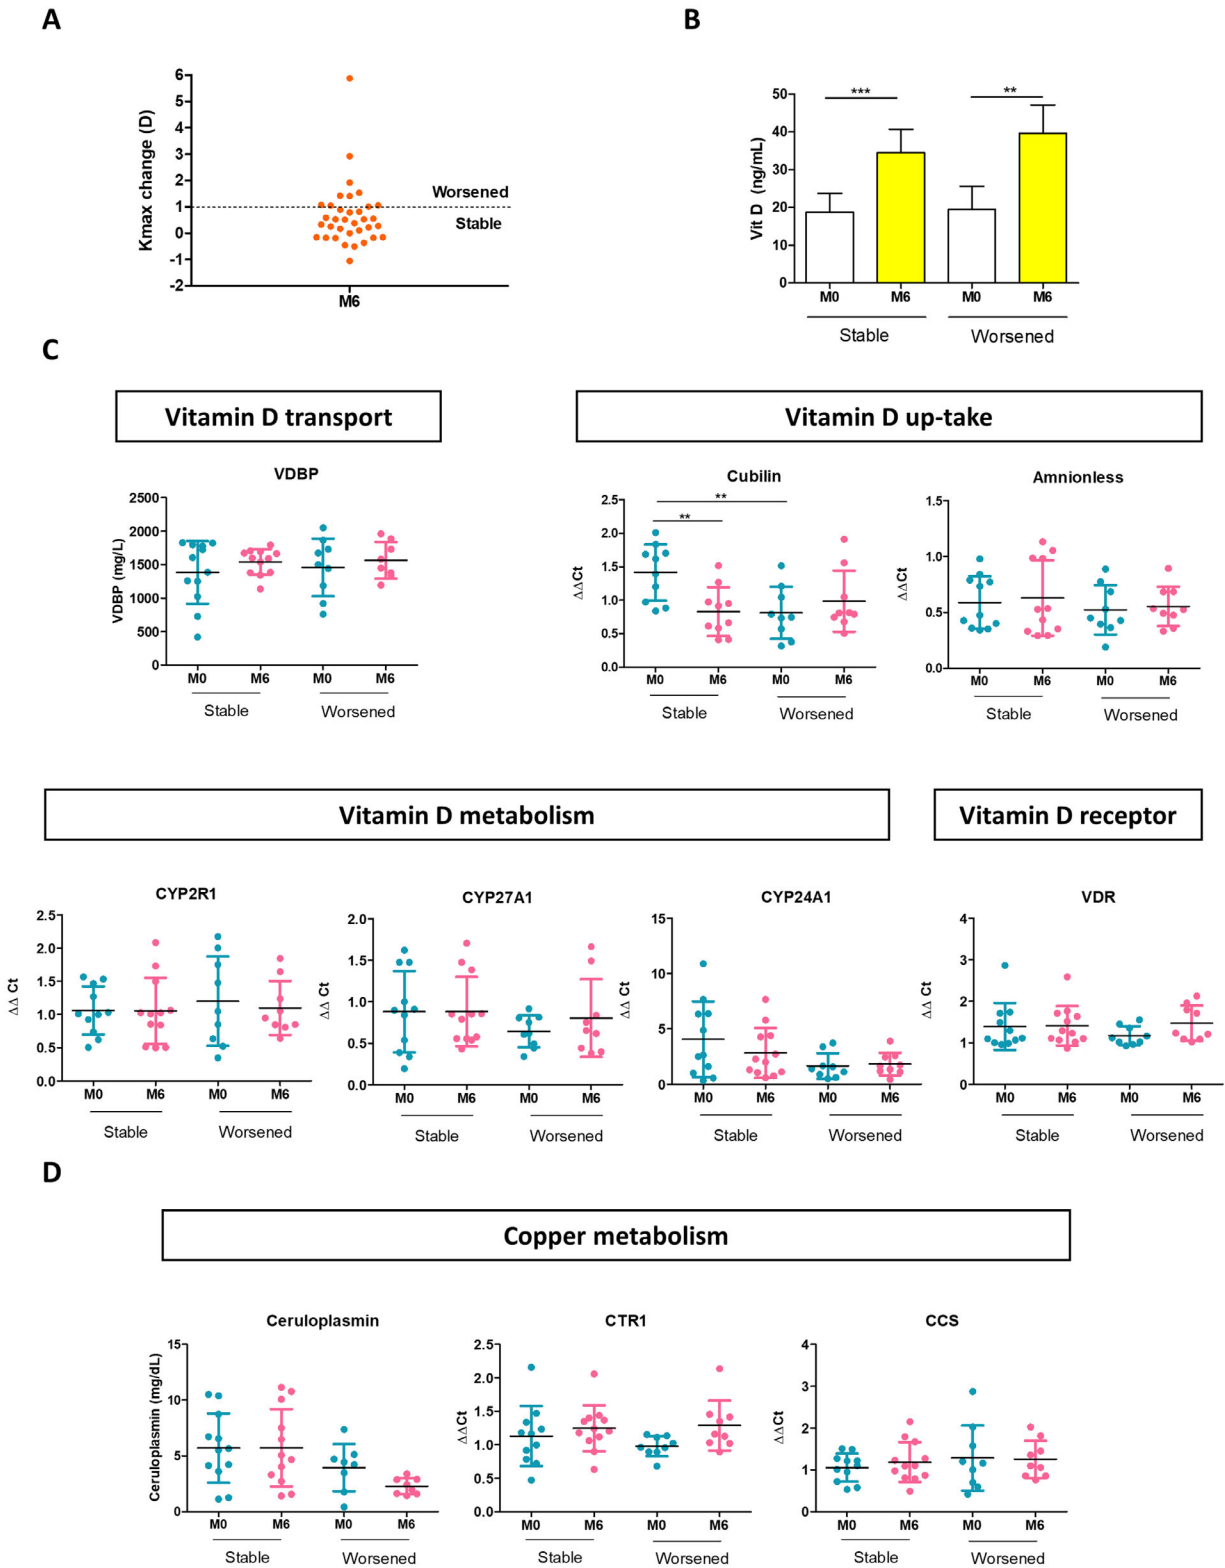 A
B
6
5
4
3
2
1
0
-1
-2
Kmax change (D)
Worsened
Stable
M6
50
40
30
20
10
0
Vit D (ng/mL)
*** **
M0 M6 M0 M6
Stable Worsened
C
Vitamin D transport
Vitamin D up-take
VDBP
2500
2000
1500
1000
500
0
VDBP (mg/L)
M0 M6 M0 M6
Stable Worsened
Cubilin
2.5
2.0
1.5
1.0
0.5
0.0
ΔΔCt
**
**
M0 M6 M0 M6
Stable Worsened
Amnionless
1.5
1.0
0.5
0.0
ΔΔCt
M0 M6 M0 M6
Stable Worsened
Vitamin D metabolism
Vitamin D receptor
CYP2R1
2.5
2.0
1.5
1.0
0.5
0.0
ΔΔ Ct
M0 M6 M0 M6
Stable Worsened
CYP27A1
2.0
1.5
1.0
0.5
0.0
ΔΔ Ct
M0 M6 M0 M6
Stable Worsened
CYP24A1
15
10
5
0
ΔΔ Ct
M0 M6 M0 M6
Stable Worsened
VDR
4
3
2
1
0
ΔΔ Ct
M0 M6 M0 M6
Stable Worsened
D
Copper metabolism
Ceruloplasmin
15
10
5
0
Ceruloplasmin (mg/dL)
M0 M6 M0 M6
Stable Worsened
CTR1
2.5
2.0
1.5
1.0
0.5
0.0
ΔΔCt
M0 M6 M0 M6
Stable Worsened
CCS
4
3
2
1
0
ΔΔCt
M0 M6 M0 M6
Stable Worsened